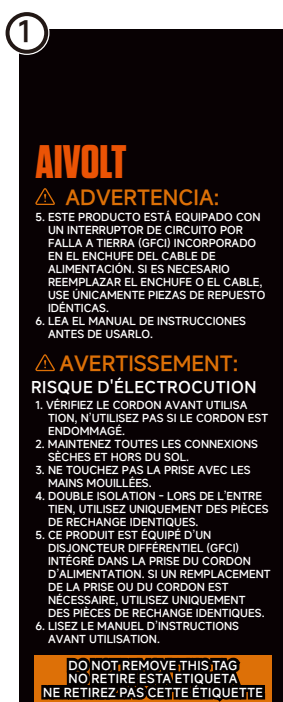 1
AIVOLT
⚠ ADVERTENCIA:
5. ESTE PRODUCTO ESTÁ EQUIPADO CON
UN INTERRUPTOR DE CIRCUITO POR
FALLA A TIERRA (GFCI) INCORPORADO
EN EL ENCHUFE DEL CABLE DE
ALIMENTACIÓN. SI ES NECESARIO
REEMPLAZAR EL ENCHUFE O EL CABLE,
USE ÚNICAMENTE PIEZAS DE REPUESTO
IDÉNTICAS.
6. LEA EL MANUAL DE INSTRUCCIONES
ANTES DE USARLO.
⚠ AVERTISSEMENT:
RISQUE D'ÉLECTROCUTION
1. VÉRIFIEZ LE CORDON AVANT UTILISA
TION, N'UTILISEZ PAS SI LE CORDON EST
ENDOMMAGÉ.
2. MAINTENEZ TOUTES LES CONNEXIONS
SÈCHES ET HORS DU SOL.
3. NE TOUCHEZ PAS LA PRISE AVEC LES
MAINS MOUILLÉES.
4. DOUBLE ISOLATION – LORS DE L'ENTRE
TIEN, UTILISEZ UNIQUEMENT DES PIÈCES
DE RECHANGE IDENTIQUES.
5. CE PRODUIT EST ÉQUIPÉ D'UN
DISJONCTEUR DIFFÉRENTIEL (GFCI)
INTÉGRÉ DANS LA PRISE DU CORDON
D'ALIMENTATION. SI UN REMPLACEMENT
DE LA PRISE OU DU CORDON EST
NÉCESSAIRE, UTILISEZ UNIQUEMENT
DES PIÈCES DE RECHANGE IDENTIQUES.
6. LISEZ LE MANUEL D'INSTRUCTIONS
AVANT UTILISATION.
DO NOT REMOVE THIS TAG
NO RETIRE ESTA ETIQUETA
NE RETIREZ PAS CETTE ÉTIQUETTE